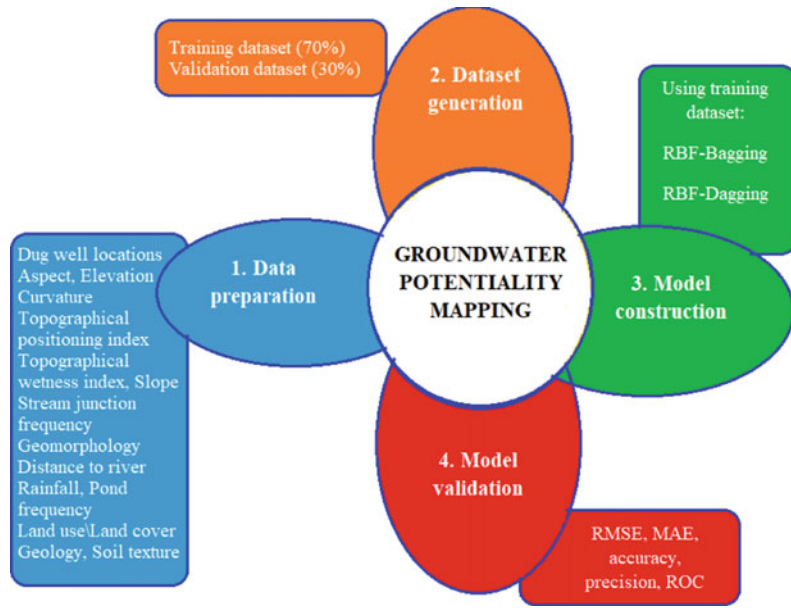 Training dataset (70%)
Validation dataset (30%)
2. Dataset
generation
Using training
dataset:
RBF-Bagging
RBF-Dagging
Dug well locations
Aspect, Elevation
Curvature
Topographical
positioning index
Topographical
wetness index, Slope
Stream junction
frequency
Geomorphology
Distance to river
Rainfall, Pond
frequency
Land use\Land cover
Geology, Soil texture
1. Data
preparation
GROUNDWATER
POTENTIALITY
MAPPING
3. Model
construction
4. Model
validation
RMSE, MAE,
accuracy,
precision, ROC